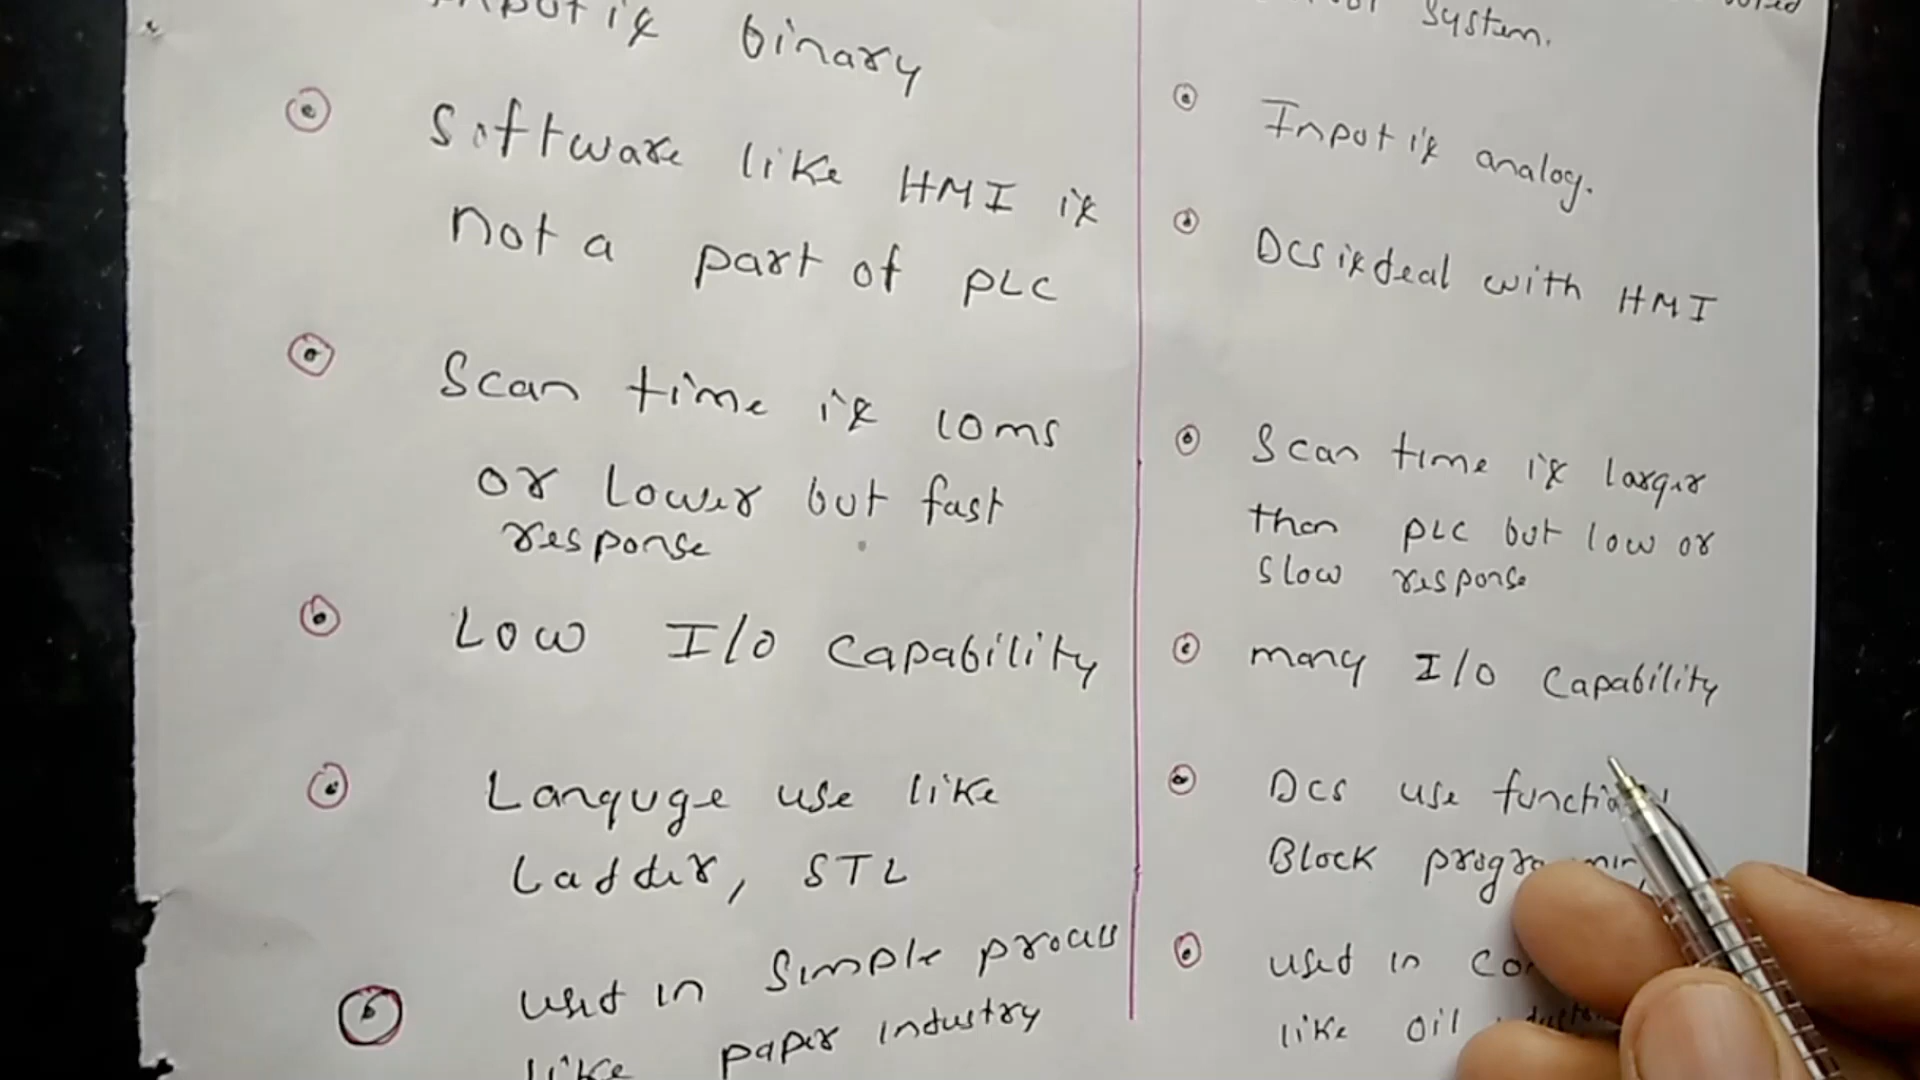 Input is binary
Software like HMI is
not a part of PLC
Scan time is 10ms
or Lower but fast
response
Low I/O Capability
Languge use like
Ladder, STL
used in Simple process
like paper industry
System.
Input is analog.
DCS is deal with HMI
Scan time is larger
than PLC but low or
slow response
many I/O Capability
DCS use function
Block
used in
like oil